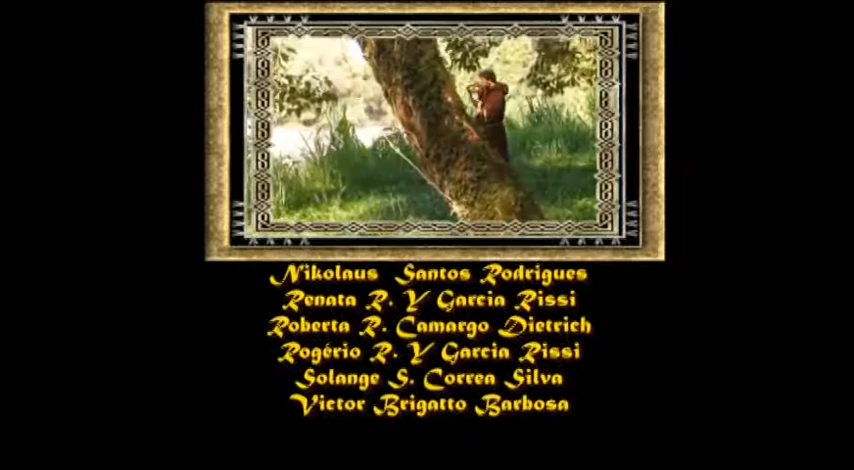 Nikolaus Santos Rodrigues
Renata R. Y Garcia Rissi
Roberta R. Camargo Dietrich
Rogério R. Y Garcia Rissi
Solange S. Correa Silva
Victor Brigatto Barbosa